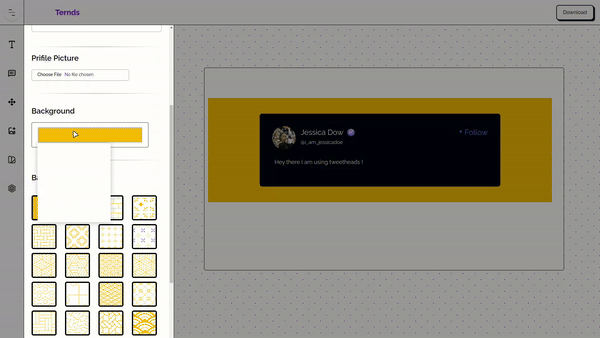 Ternds
Download
Prifile Picture
Choose File No file chosen
Background
Ba
Jessica Dow
+ Follow
@i_am_jessicadoe
Hey there I am using tweetheads !